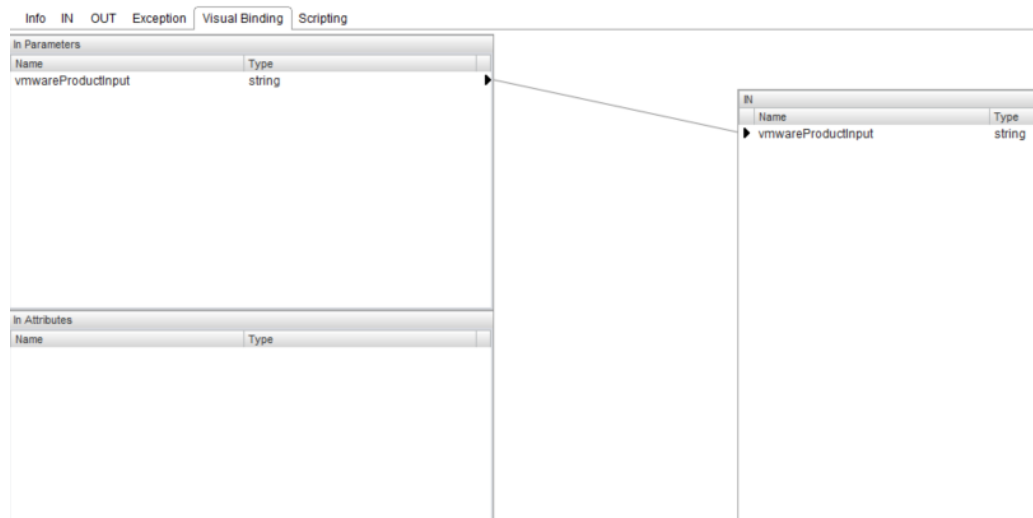 Info IN OUT Exception Visual Binding Scripting
In Parameters
Name Type
vmwareProductInput string
IN
Name Type
vmwareProductInput string
In Attributes
Name Type